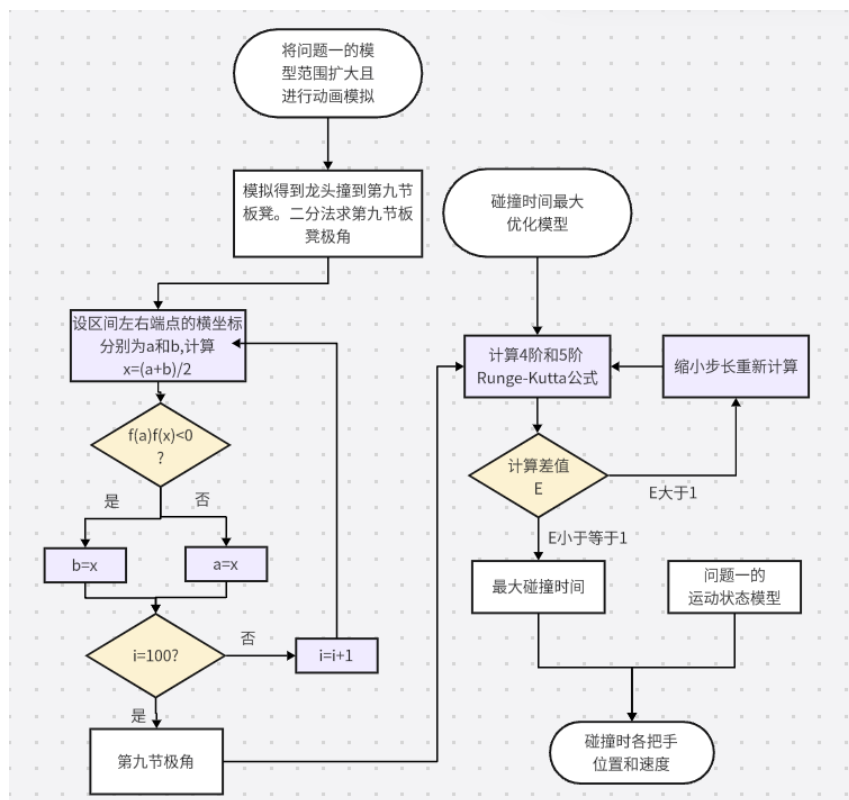 将问题一的模
型范围扩大且
进行动画模拟
模拟得到龙头撞到第九节
板凳。二分法求第九节板
凳极角
设区间左右端点的横坐标
分别为a和b,计算
x=(a+b)/2
f(a)f(x)<0
?
是
否
b=x
a=x
i=100?
否
i=i+1
是
第九节极角
碰撞时间最大
优化模型
计算4阶和5阶
Runge-Kutta公式
缩小步长重新计算
计算差值
E
E大于1
E小于等于1
最大碰撞时间
问题一的
运动状态模型
碰撞时各把手
位置和速度